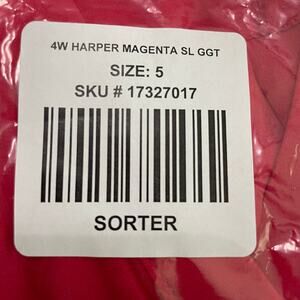 4W HARPER MAGENTA SL GGT
SIZE: 5
SKU # 17327017
SORTER